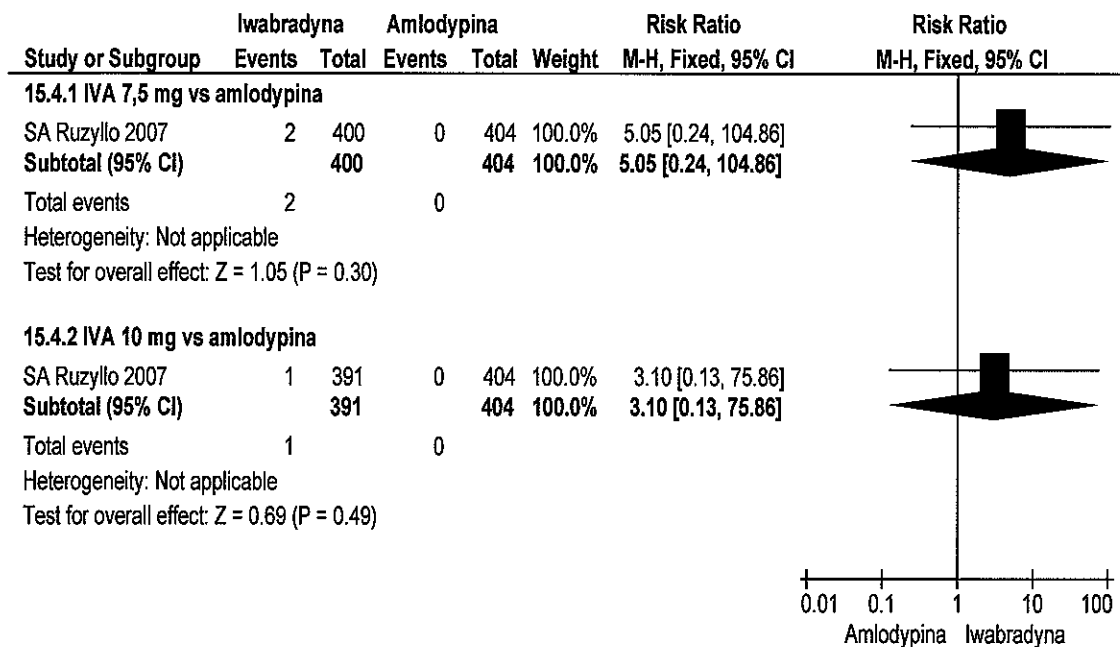 Iwabradyna Amlodypina Risk Ratio Risk Ratio
Study or Subgroup Events Total Events Total Weight M-H, Fixed, 95% CI M-H, Fixed, 95% CI
15.4.1 IVA 7,5 mg vs amlodypina
SA Ruzyllo 2007 2 400 0 404 100.0% 5.05 [0.24, 104.86]
Subtotal (95% CI) 400 404 100.0% 5.05 [0.24, 104.86]
Total events 2 0
Heterogeneity: Not applicable
Test for overall effect: Z = 1.05 (P = 0.30)
15.4.2 IVA 10 mg vs amlodypina
SA Ruzyllo 2007 1 391 0 404 100.0% 3.10 [0.13, 75.86]
Subtotal (95% CI) 391 404 100.0% 3.10 [0.13, 75.86]
Total events 1 0
Heterogeneity: Not applicable
Test for overall effect: Z = 0.69 (P = 0.49)
0.01 0.1 1 10 100
Amlodypina Iwabradyna